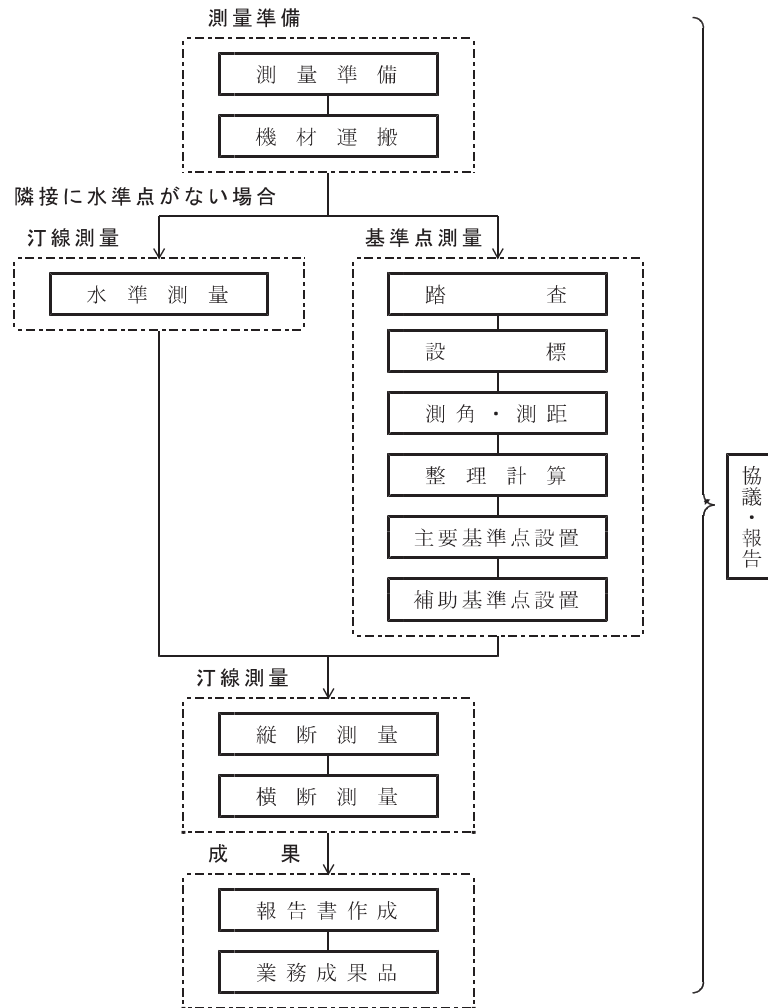 測量準備
測量準備
機材運搬
隣接に水準点がない場合
汀線測量
水準測量
基準点測量
踏査
設標
測角・測距
整理計算
主要基準点設置
補助基準点設置
汀線測量
縦断測量
横断測量
成果
報告書作成
業務成果品
協議・報告